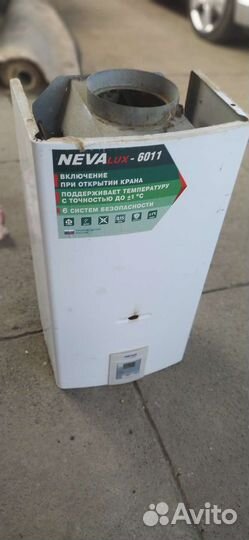 NEVA LUX - 6011
ВКЛЮЧЕНИЕ
ПРИ ОТКРЫТИИ КРАНА
ПОДДЕРЖИВАЕТ ТЕМПЕРАТУРУ
С ТОЧНОСТЬЮ ДО ±1 °С
6 СИСТЕМ БЕЗОПАСНОСТИ
Avito